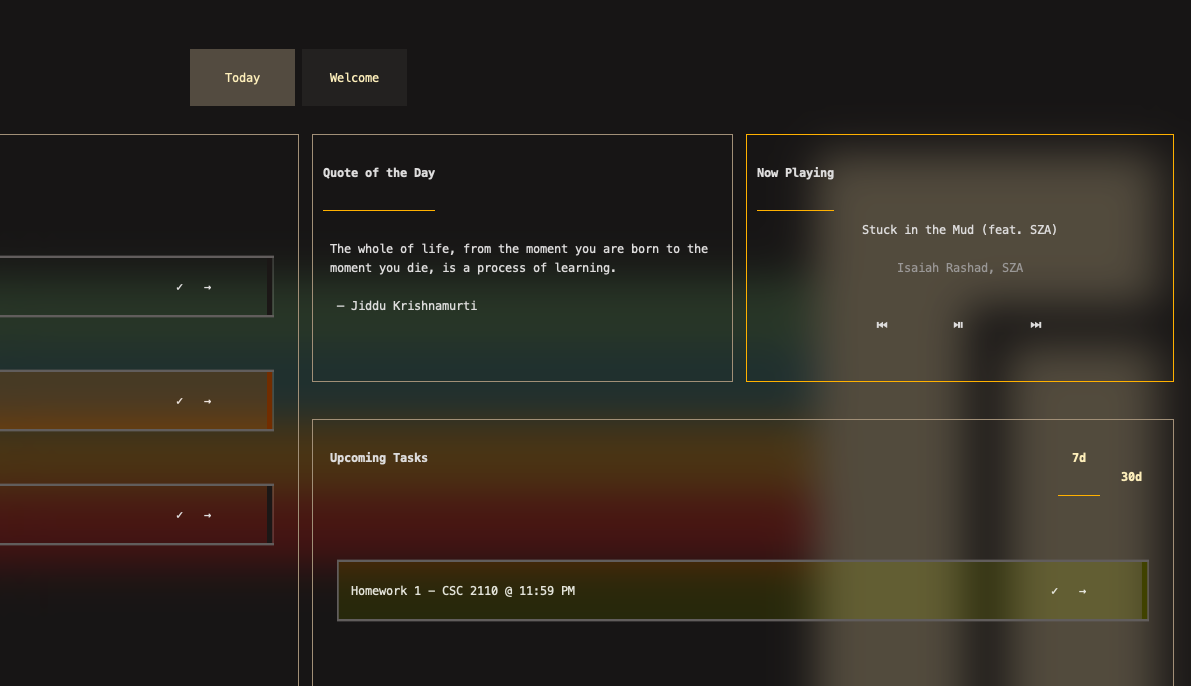 Today
Welcome
Quote of the Day
The whole of life, from the moment you are born to the
moment you die, is a process of learning.
— Jiddu Krishnamurti
Now Playing
Stuck in the Mud (feat. SZA)
Isaiah Rashad, SZA
⏮ ⏯ ⏭
✓ →
✓ →
✓ →
Upcoming Tasks
7d
30d
Homework 1 – CSC 2110 @ 11:59 PM ✓ →